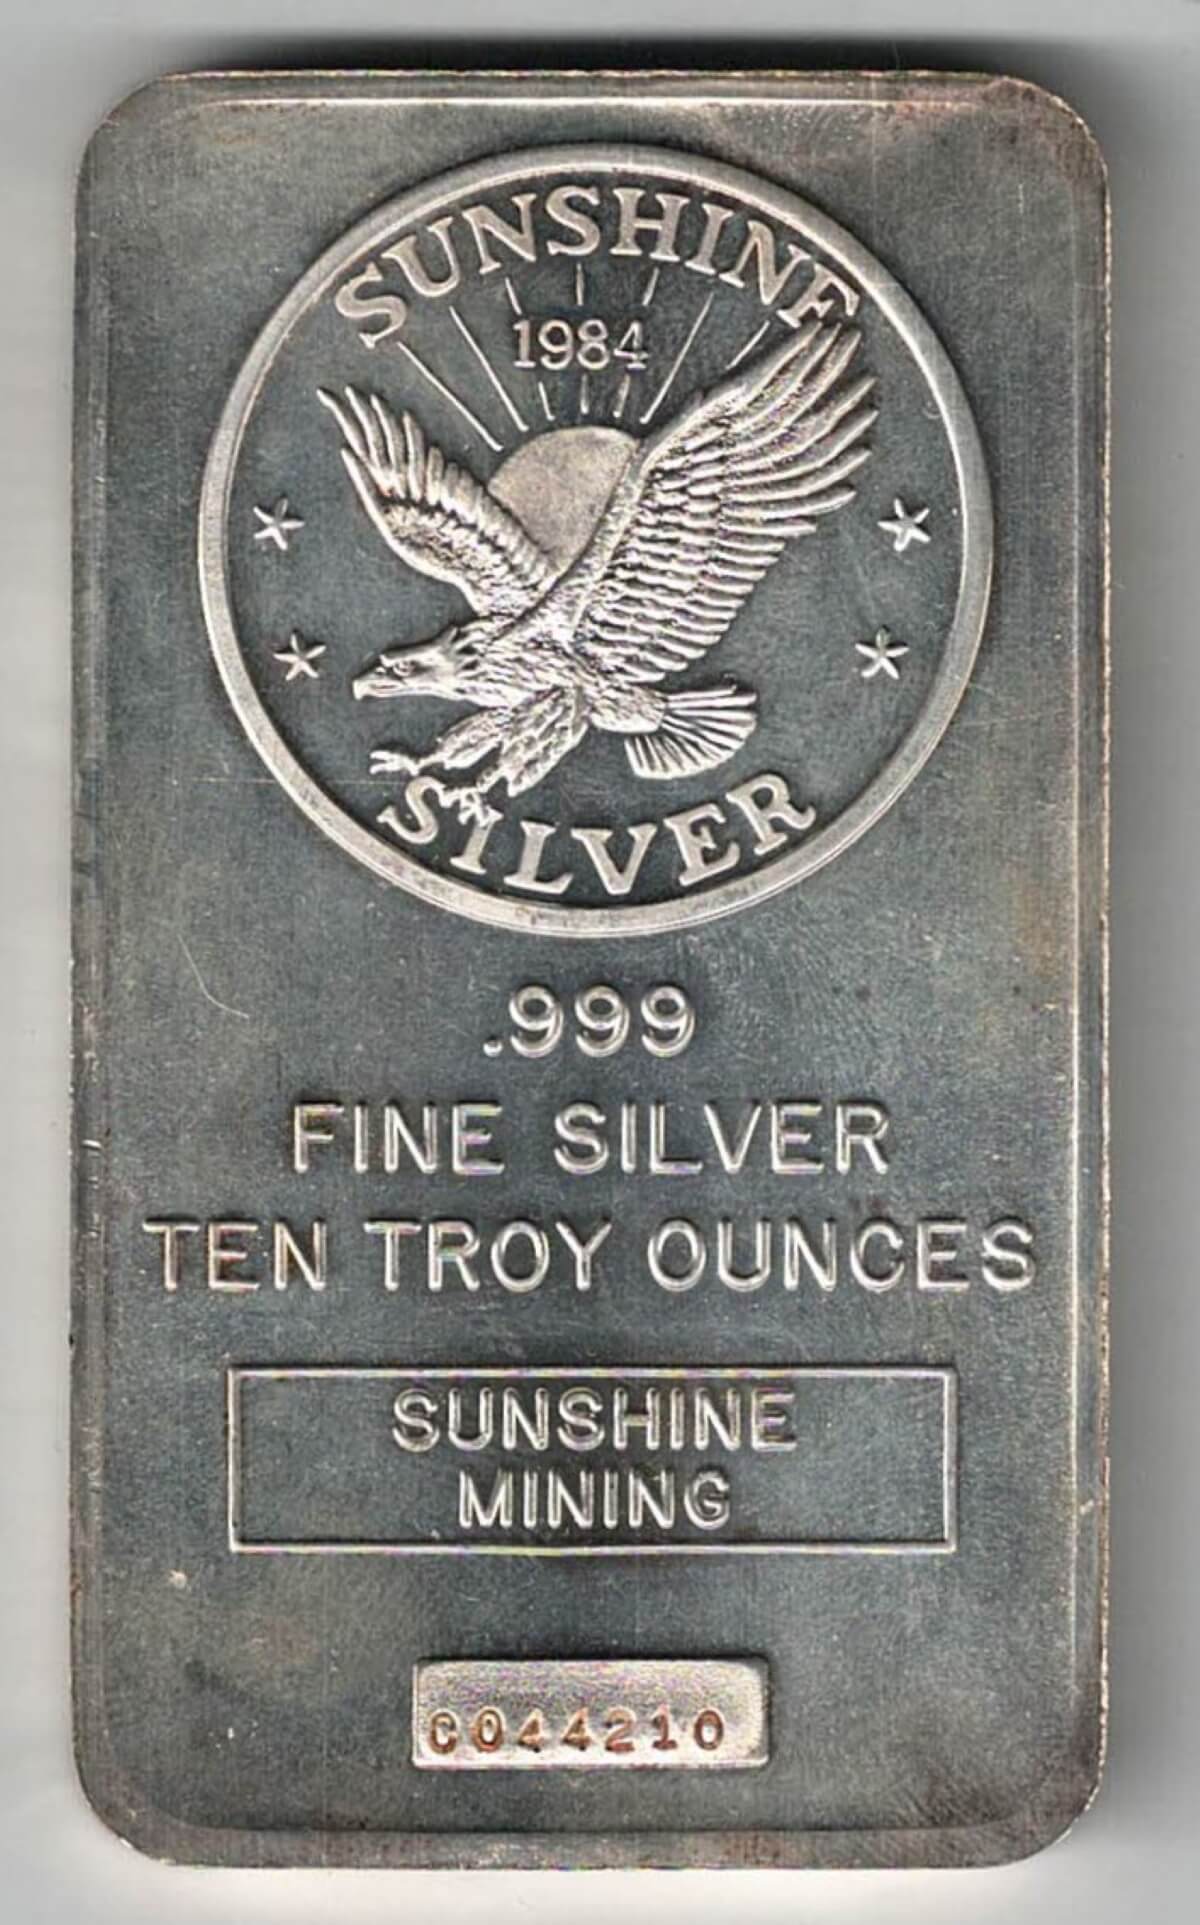 SUNSHINE
1984
SILVER
.999
FINE SILVER
TEN TROY OUNCES
SUNSHINE
MINING
C044210